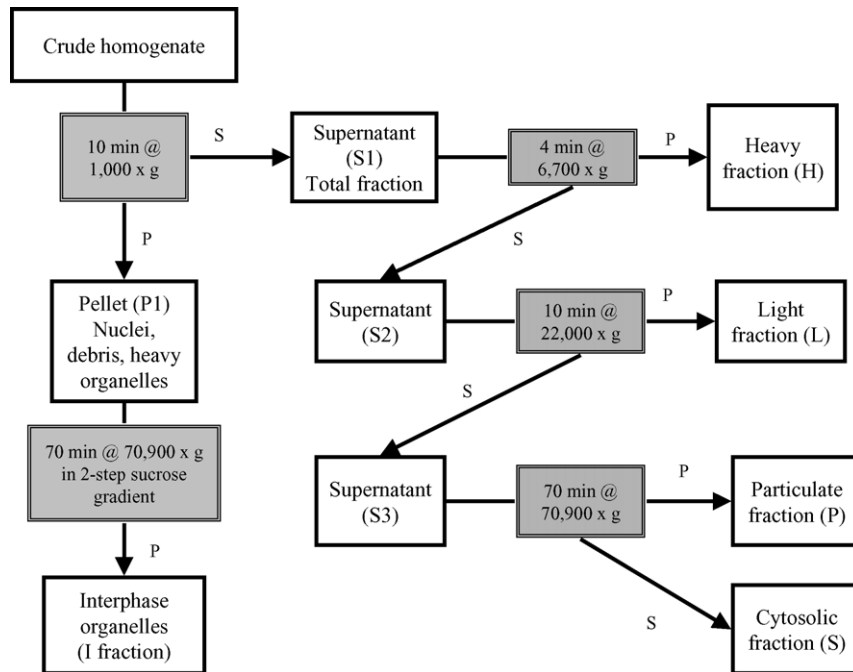 Crude homogenate
10 min @
1,000 x g
S
Supernatant
(S1)
Total fraction
4 min @
6,700 x g
P
Heavy
fraction (H)
P
S
Pellet (P1)
Nuclei,
debris, heavy
organelles
Supernatant
(S2)
10 min @
22,000 x g
P
Light
fraction (L)
S
70 min @ 70,900 x g
in 2-step sucrose
gradient
Supernatant
(S3)
70 min @
70,900 x g
P
Particulate
fraction (P)
P
S
Interphase
organelles
(I fraction)
Cytosolic
fraction (S)